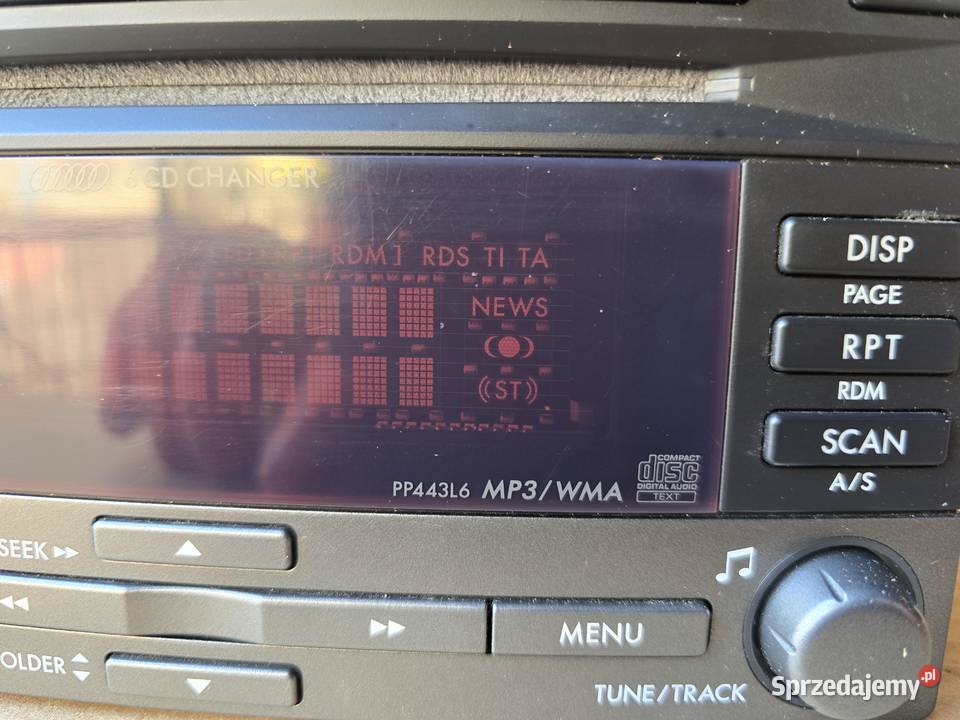 6CD CHANGER
RDM] RDS TI TA
NEWS
(ST)
PP443L6 MP3/WMA
COMPACT
disc
DIGITAL AUDIO
TEXT
DISP
PAGE
RPT
RDM
SCAN
A/S
SEEK
MENU
OLDER
TUNE/TRACK
Sprzedajemy.pl